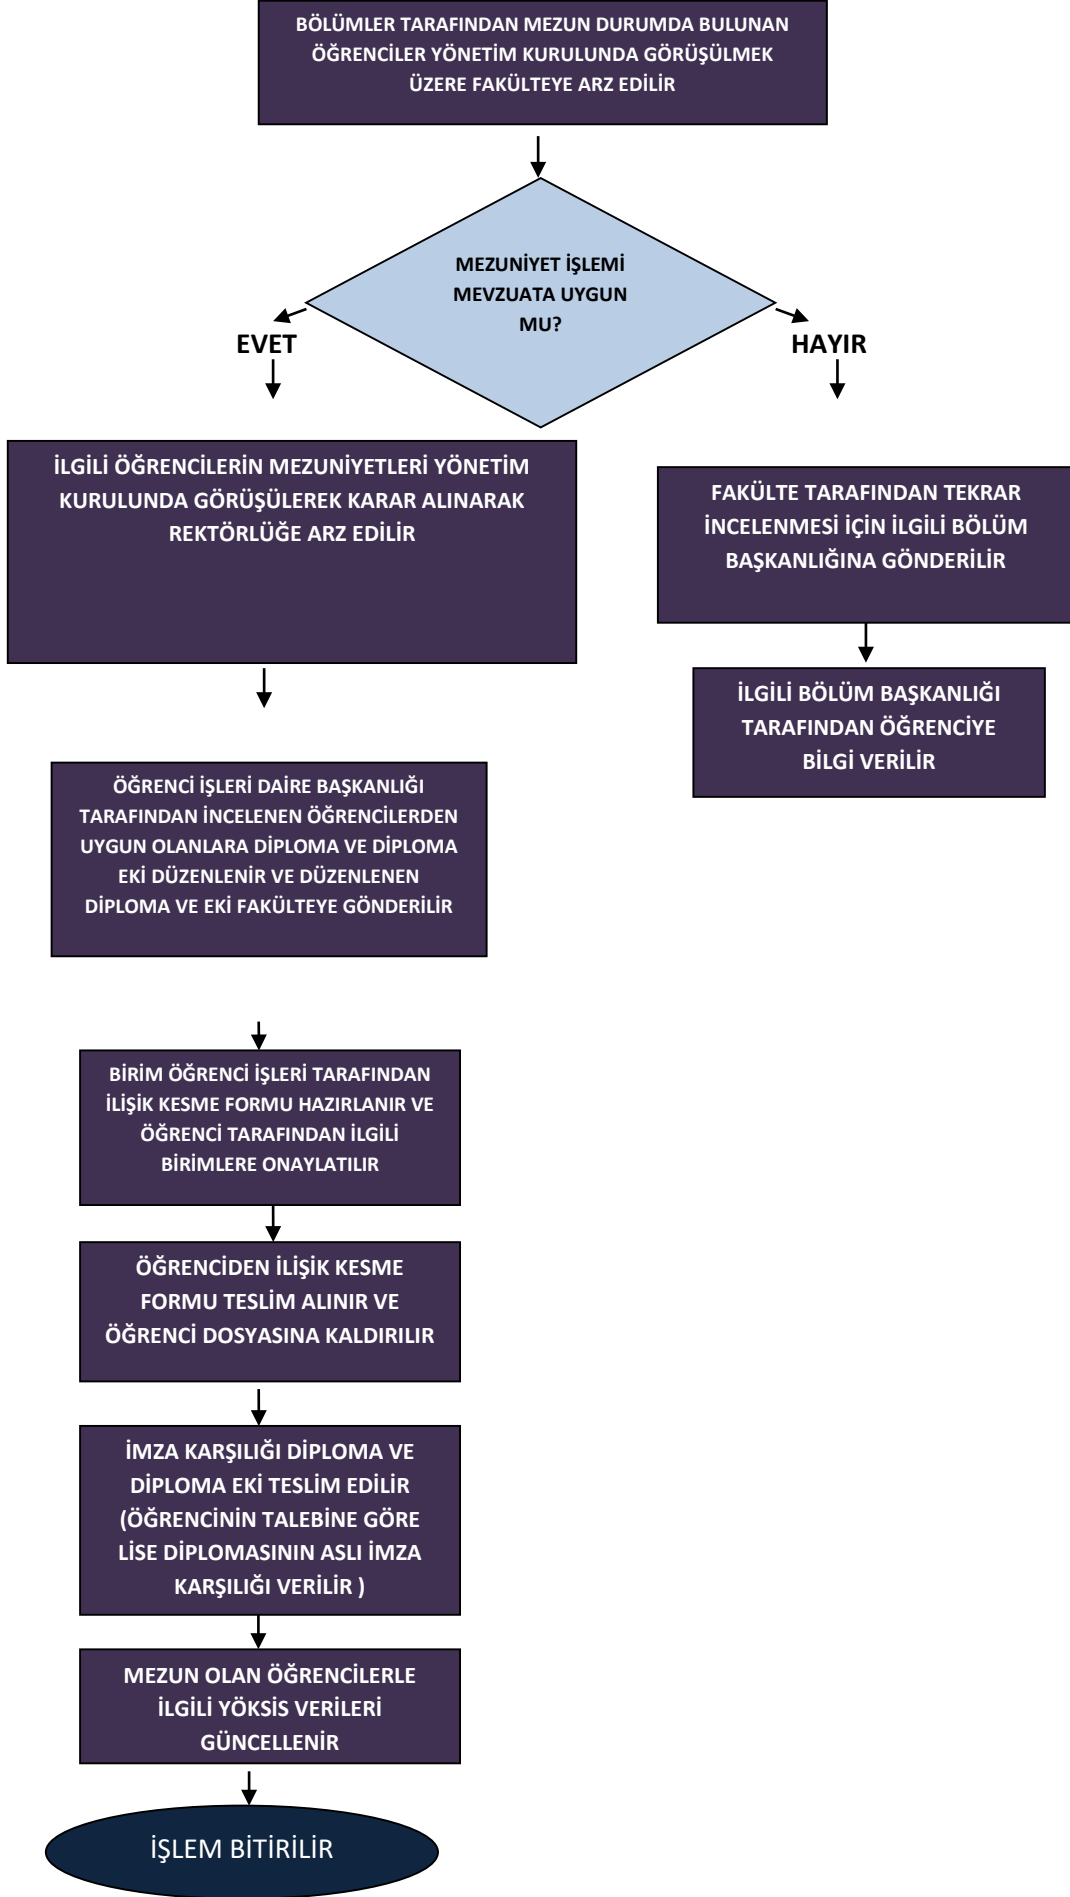 BÖLÜMLER TARAFINDAN MEZUN DURUMDA BULUNAN
ÖĞRENCİLER YÖNETİM KURULUNDA GÖRÜŞÜLMEK
ÜZERE FAKÜLTEYE ARZ EDİLİR
MEZUNİYET İŞLEMİ
MEVZUATA UYGUN
MU?
EVET
HAYIR
İLGİLİ ÖĞRENCİLERİN MEZUNİYETLERİ YÖNETİM
KURULUNDA GÖRÜŞÜLEREK KARAR ALINARAK
REKTÖRLÜĞE ARZ EDİLİR
FAKÜLTE TARAFINDAN TEKRAR
İNCELENMESİ İÇİN İLGİLİ BÖLÜM
BAŞKANLIĞINA GÖNDERİLİR
İLGİLİ BÖLÜM BAŞKANLIĞI
TARAFINDAN ÖĞRENCİYE
BİLGİ VERİLİR
ÖĞRENCİ İŞLERİ DAİRE BAŞKANLIĞI
TARAFINDAN İNCELENEN ÖĞRENCİLERDEN
UYGUN OLANLARA DİPLOMA VE DİPLOMA
EKİ DÜZENLENİR VE DÜZENLENEN
DİPLOMA VE EKİ FAKÜLTEYE GÖNDERİLİR
BİRİM ÖĞRENCİ İŞLERİ TARAFINDAN
İLİŞİK KESME FORMU HAZIRLANIR VE
ÖĞRENCİ TARAFINDAN İLGİLİ
BİRİMLERE ONAYLATILIR
ÖĞRENCİDEN İLİŞİK KESME
FORMU TESLİM ALINIR VE
ÖĞRENCİ DOSYASINA KALDIRILIR
İMZA KARŞILIĞI DİPLOMA VE
DİPLOMA EKİ TESLİM EDİLİR
(ÖĞRENCİNİN TALEBİNE GÖRE
LİSE DİPLOMASININ ASLI İMZA
KARŞILIĞI VERİLİR )
MEZUN OLAN ÖĞRENCİLERLE
İLGİLİ YÖKSİS VERİLERİ
GÜNCELLENİR
İŞLEM BİTİRİLİR